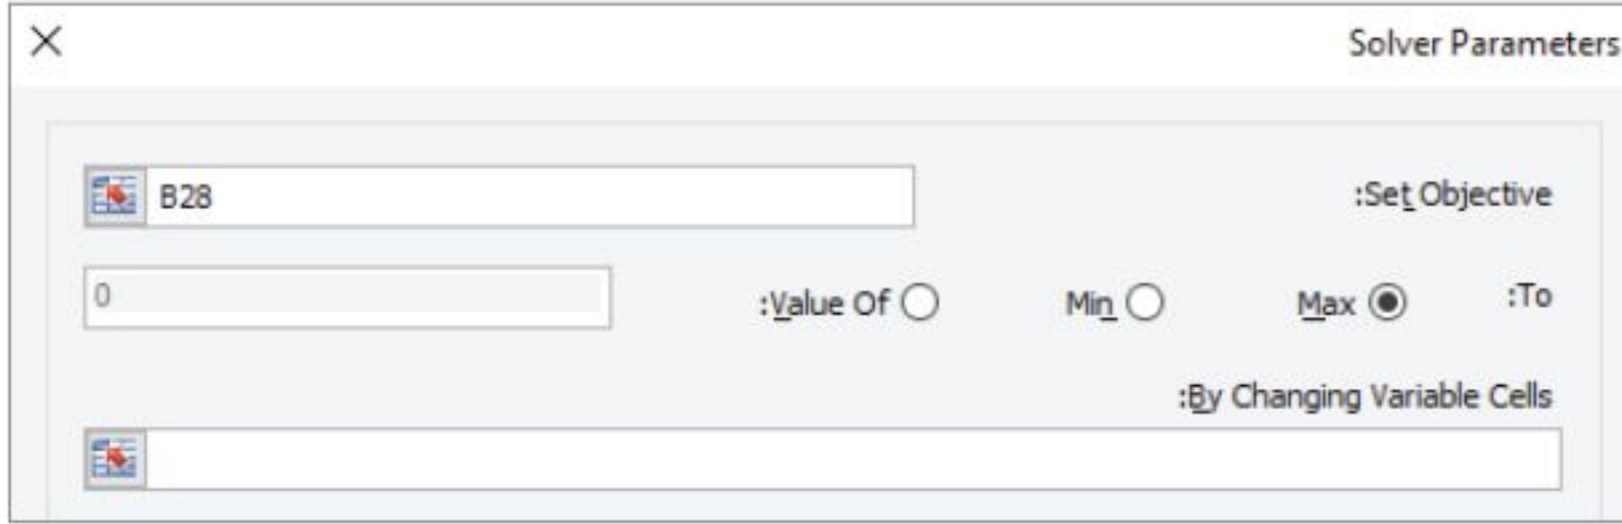 Solver Parameters
:Set Objective B28
:To Max Min :Value Of 0
:By Changing Variable Cells